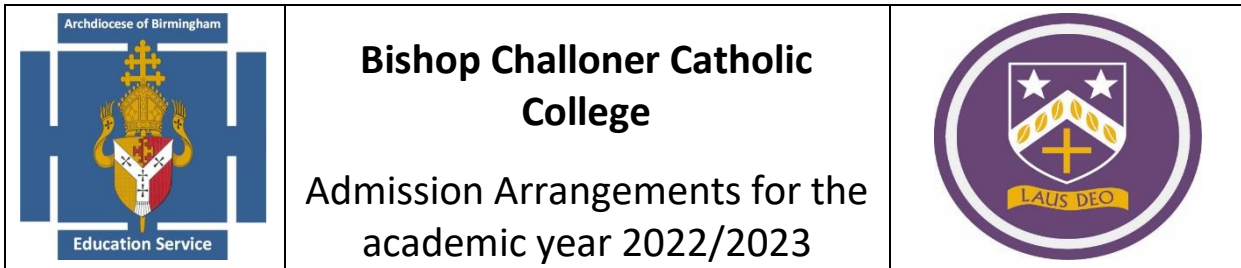 Archdiocese of Birmingham
Education Service
Bishop Challoner Catholic
College
Admission Arrangements for the
academic year 2022/2023
LAUS DEO